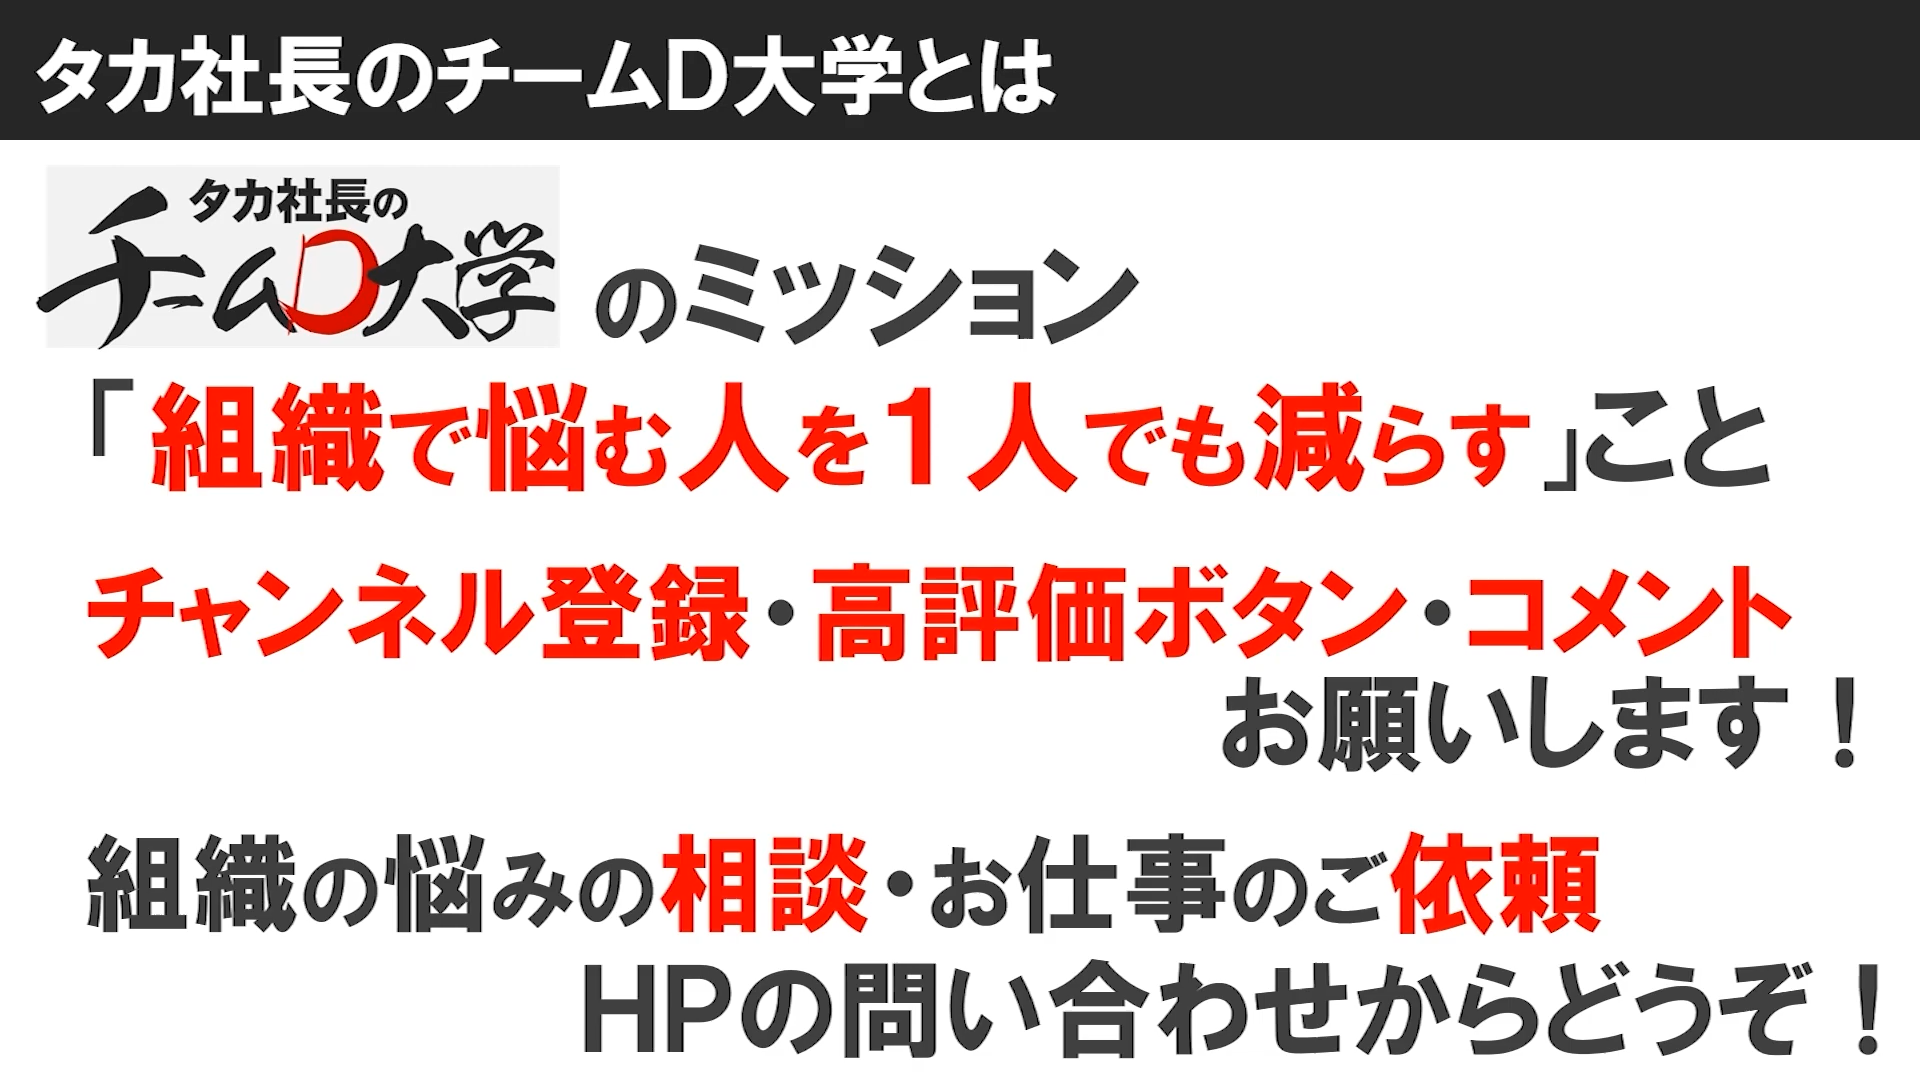 タカ社長のチームD大学とは
タカ社長の
チームD大学
のミッション
「組織で悩む人を1人でも減らす」こと
チャンネル登録・高評価ボタン・コメント
お願いします！
組織の悩みの相談・お仕事のご依頼
HPの問い合わせからどうぞ！